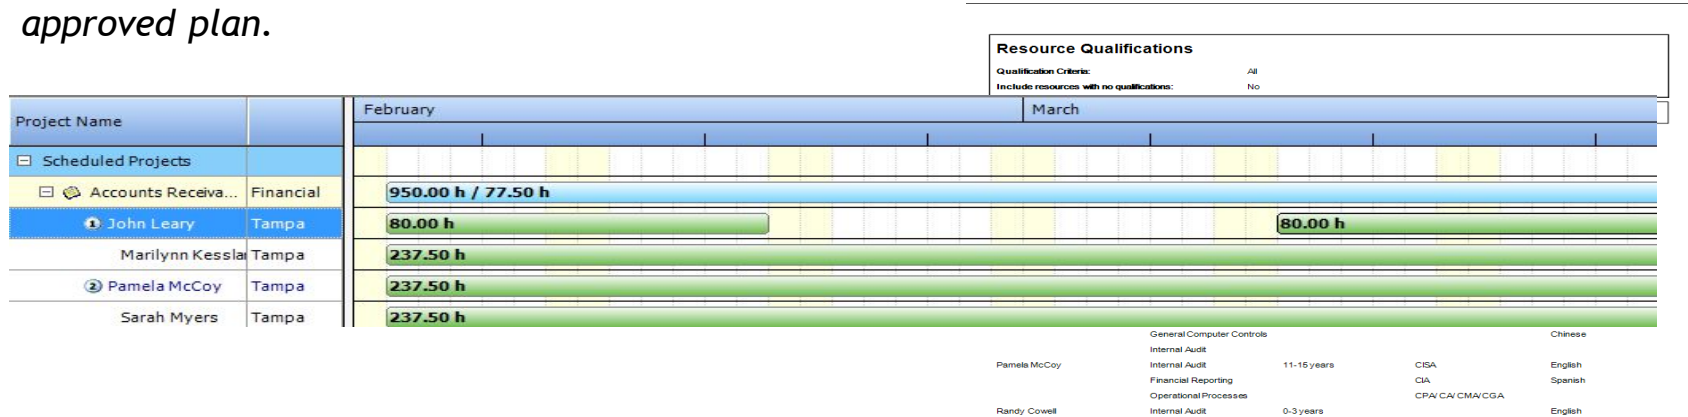 approved plan.
Resource Qualifications
Qualification Criteria: All
Include resources with no qualifications: No
Project Name February March
Scheduled Projects
Accounts Receiva... Financial 950.00 h / 77.50 h
1 John Leary Tampa 80.00 h 80.00 h
Marilynn Kessla Tampa 237.50 h
2 Pamela McCoy Tampa 237.50 h
Sarah Myers Tampa 237.50 h
General Computer Controls Chinese
Internal Audit
Pamela McCoy Internal Audit 11-15 years CISA English
Financial Reporting CIA Spanish
Operational Processes CPA/CA/CMA/CGA
Randy Cowell Internal Audit 0-3 years English